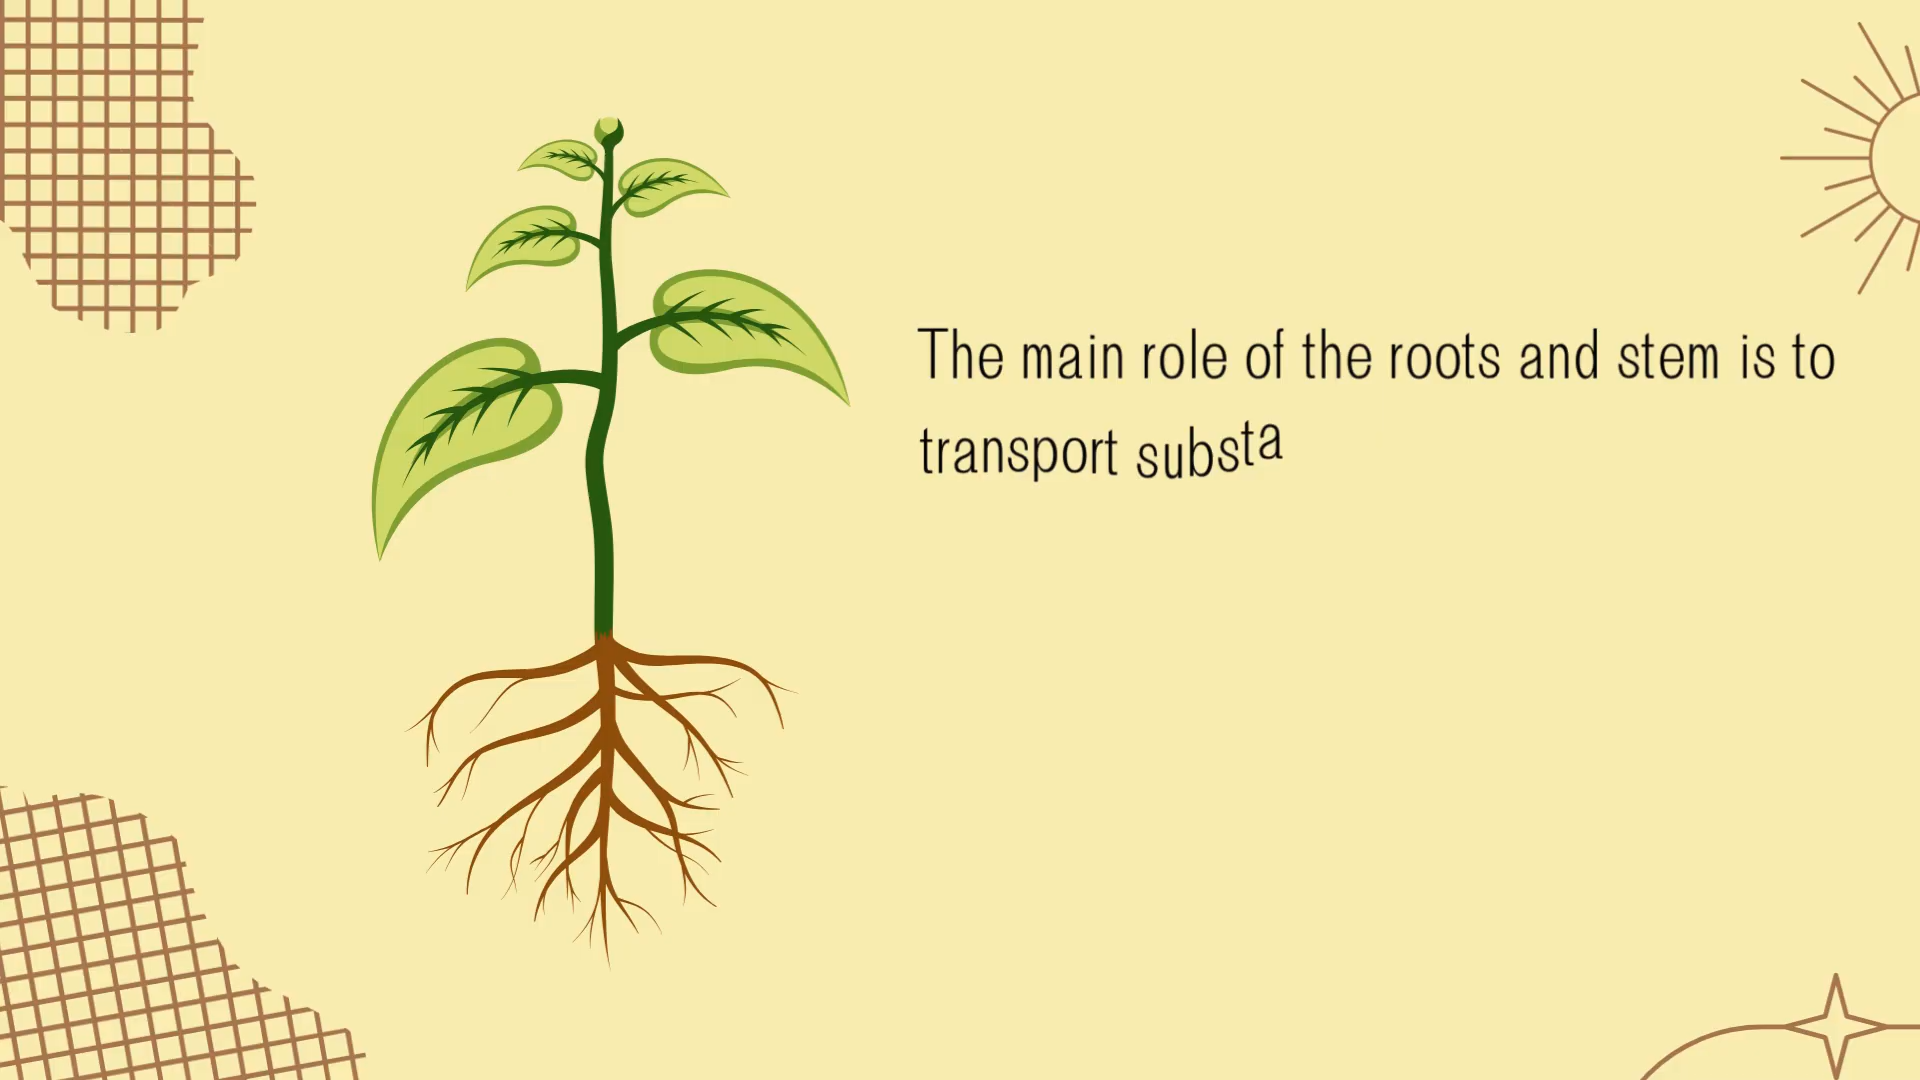 The main role of the roots and stem is to
transport substa